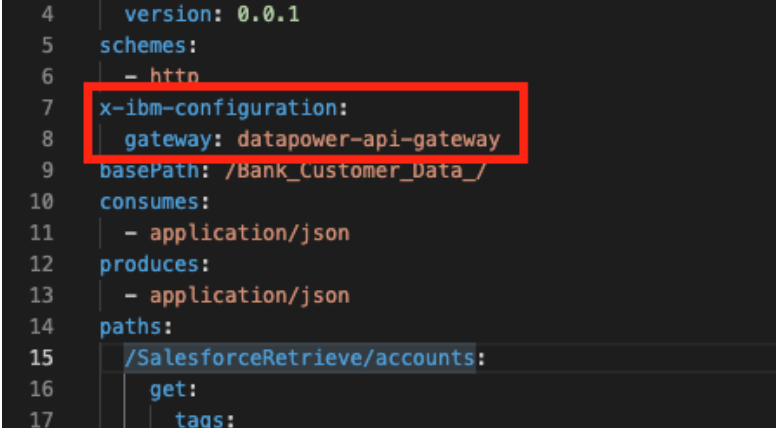 4 version: 0.0.1
5 schemes:
6 - http
7 x-ibm-configuration:
8 gateway: datapower-api-gateway
9 basePath: /Bank_Customer_Data_/
10 consumes:
11 - application/json
12 produces:
13 - application/json
14 paths:
15 /SalesforceRetrieve/accounts:
16 get:
17 tags: